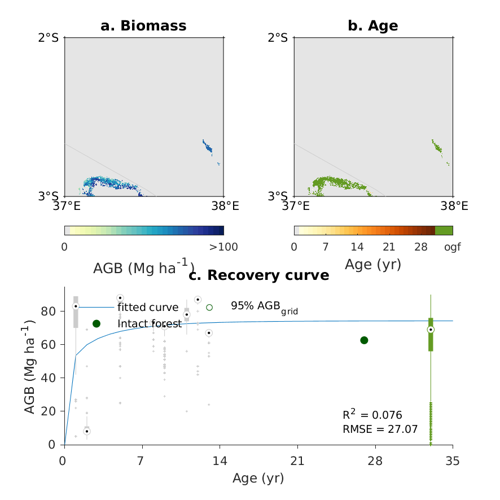 a. Biomass
b. Age
2°S
2°S
3°S
3°S
37°E
38°E
37°E
38°E
0
>100
0
7
14
21
28
ogf
AGB (Mg ha-1)
Age (yr)
c. Recovery curve
fitted curve
95% AGBgrid
Intact forest
80
60
40
20
0
AGB (Mg ha-1)
R2 = 0.076
RMSE = 27.07
0
7
14
21
28
35
Age (yr)